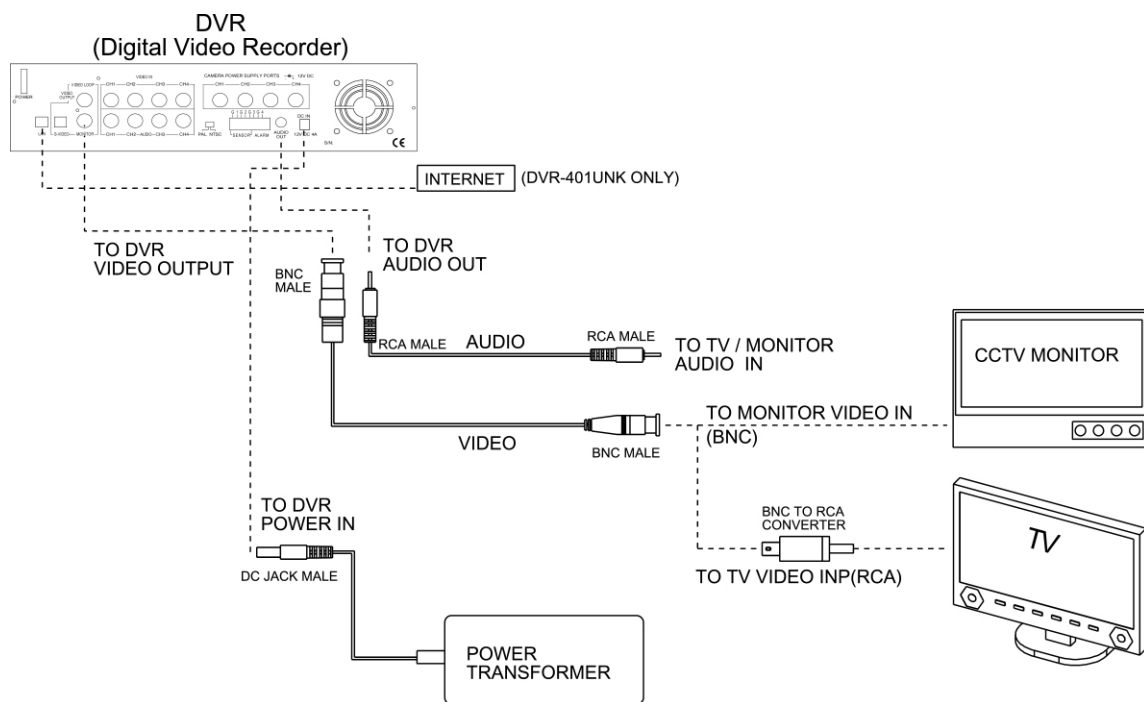 DVR
(Digital Video Recorder)
POWER
VIDEO OUTPUT
VIDEO LOOP
VIDEO IN
CH1 CH2 CH3 CH4
CAMERA POWER SUPPLY PORTS 12V DC
CH1 CH2 CH3 CH4
S-VIDEO MONITOR
CH1 CH2 AUDIO CH3 CH4
PAL NTSC
SENSOR ALARM
AUDIO OUT
DC IN
12V DC 4A
S/N:
CE
INTERNET (DVR-401UNK ONLY)
TO DVR
VIDEO OUTPUT
TO DVR
AUDIO OUT
BNC
MALE
RCA MALE
AUDIO
RCA MALE
TO TV / MONITOR
AUDIO IN
CCTV MONITOR
VIDEO
BNC MALE
TO MONITOR VIDEO IN
(BNC)
TO DVR
POWER IN
DC JACK MALE
BNC TO RCA
CONVERTER
TO TV VIDEO INP(RCA)
TV
POWER
TRANSFORMER